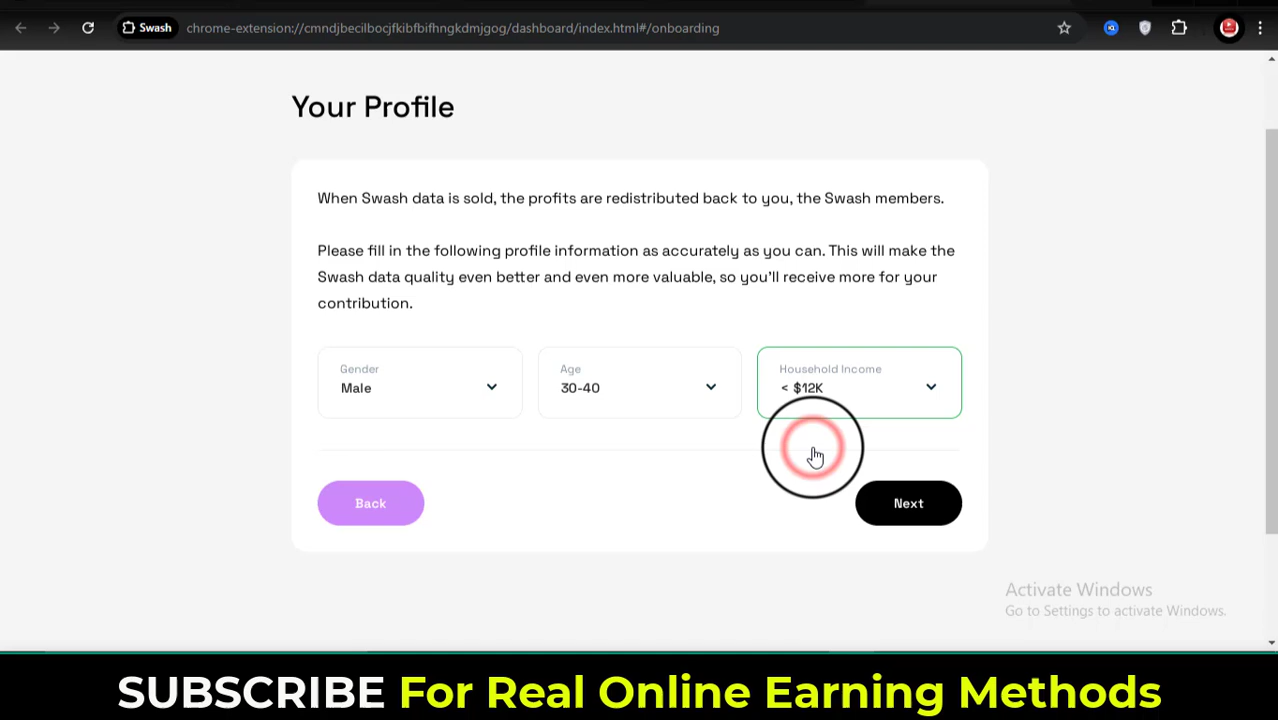 Swash
chrome-extension://cmndjbecilbocjfkibfbifhngkdmjgog/dashboard/index.html#/onboarding
Your Profile
When Swash data is sold, the profits are redistributed back to you, the Swash members.
Please fill in the following profile information as accurately as you can. This will make the
Swash data quality even better and even more valuable, so you'll receive more for your
contribution.
Gender
Male
Age
30-40
Household Income
< $12K
Back
Next
Activate Windows
Go to Settings to activate Windows.
SUBSCRIBE For Real Online Earning Methods